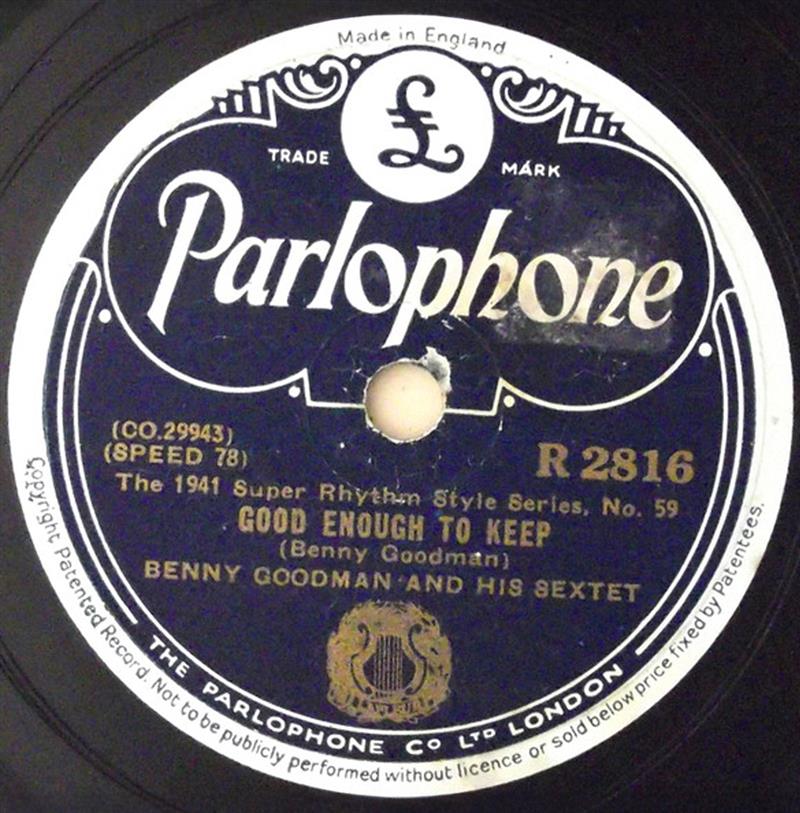 Made in England
£
TRADE MARK
Parlophone
(CO.29943)
(SPEED 78)
R 2816
The 1941 Super Rhythm Style Series, No. 59
GOOD ENOUGH TO KEEP
(Benny Goodman)
BENNY GOODMAN AND HIS SEXTET
THE PARLOPHONE CO LTD LONDON
Copyright Patented Record. Not to be publicly performed without licence or sold below price fixed by Patentees.